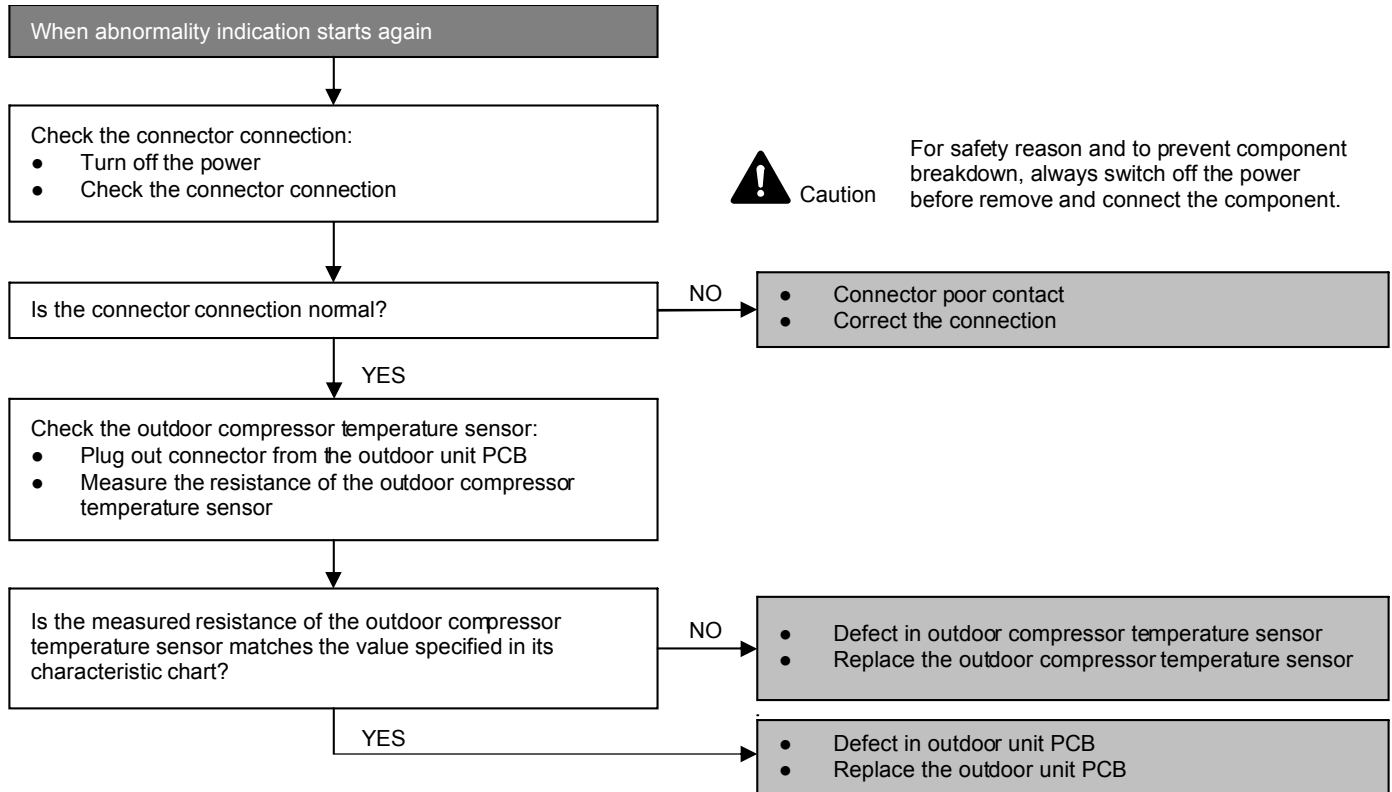 When abnormality indication starts again
Check the connector connection:
● Turn off the power
● Check the connector connection
Caution
For safety reason and to prevent component
breakdown, always switch off the power
before remove and connect the component.
Is the connector connection normal?
NO
● Connector poor contact
● Correct the connection
YES
Check the outdoor compressor temperature sensor:
● Plug out connector from the outdoor unit PCB
● Measure the resistance of the outdoor compressor
temperature sensor
Is the measured resistance of the outdoor compressor
temperature sensor matches the value specified in its
characteristic chart?
NO
● Defect in outdoor compressor temperature sensor
● Replace the outdoor compressor temperature sensor
YES
● Defect in outdoor unit PCB
● Replace the outdoor unit PCB